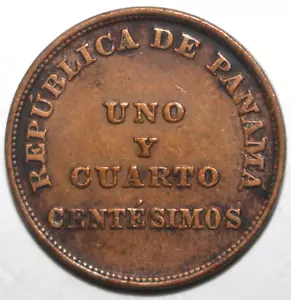 REPUBLICA DE PANAMA
UNO
Y
CUARTO
CENTÉSIMOS